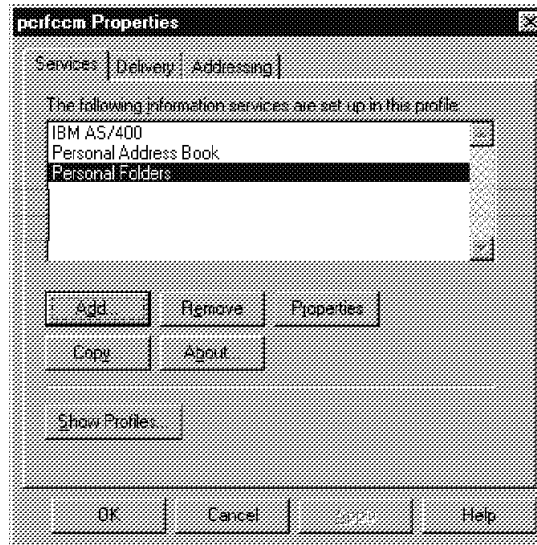 pcrfccm Properties
Services Delivery Addressing
The following information services are set up in this profile
IBM AS/400
Personal Address Book
Personal Folders
Add... Remove Properties
Copy About...
Show Profiles...
OK Cancel Apply Help